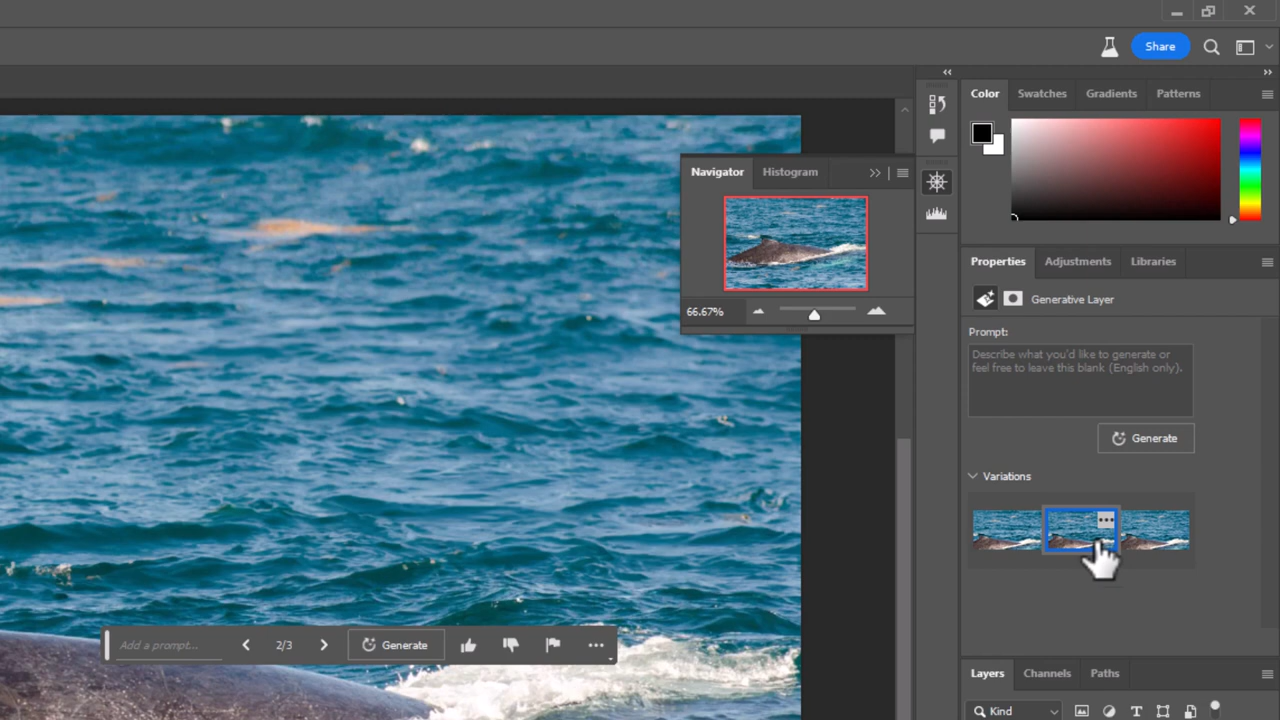 Share
Color
Swatches
Gradients
Patterns
Navigator
Histogram
66.67%
Properties
Adjustments
Libraries
Generative Layer
Prompt:
Describe what you'd like to generate or
feel free to leave this blank (English only).
Generate
Variations
Add a prompt...
2/3
Generate
Layers
Channels
Paths
Kind